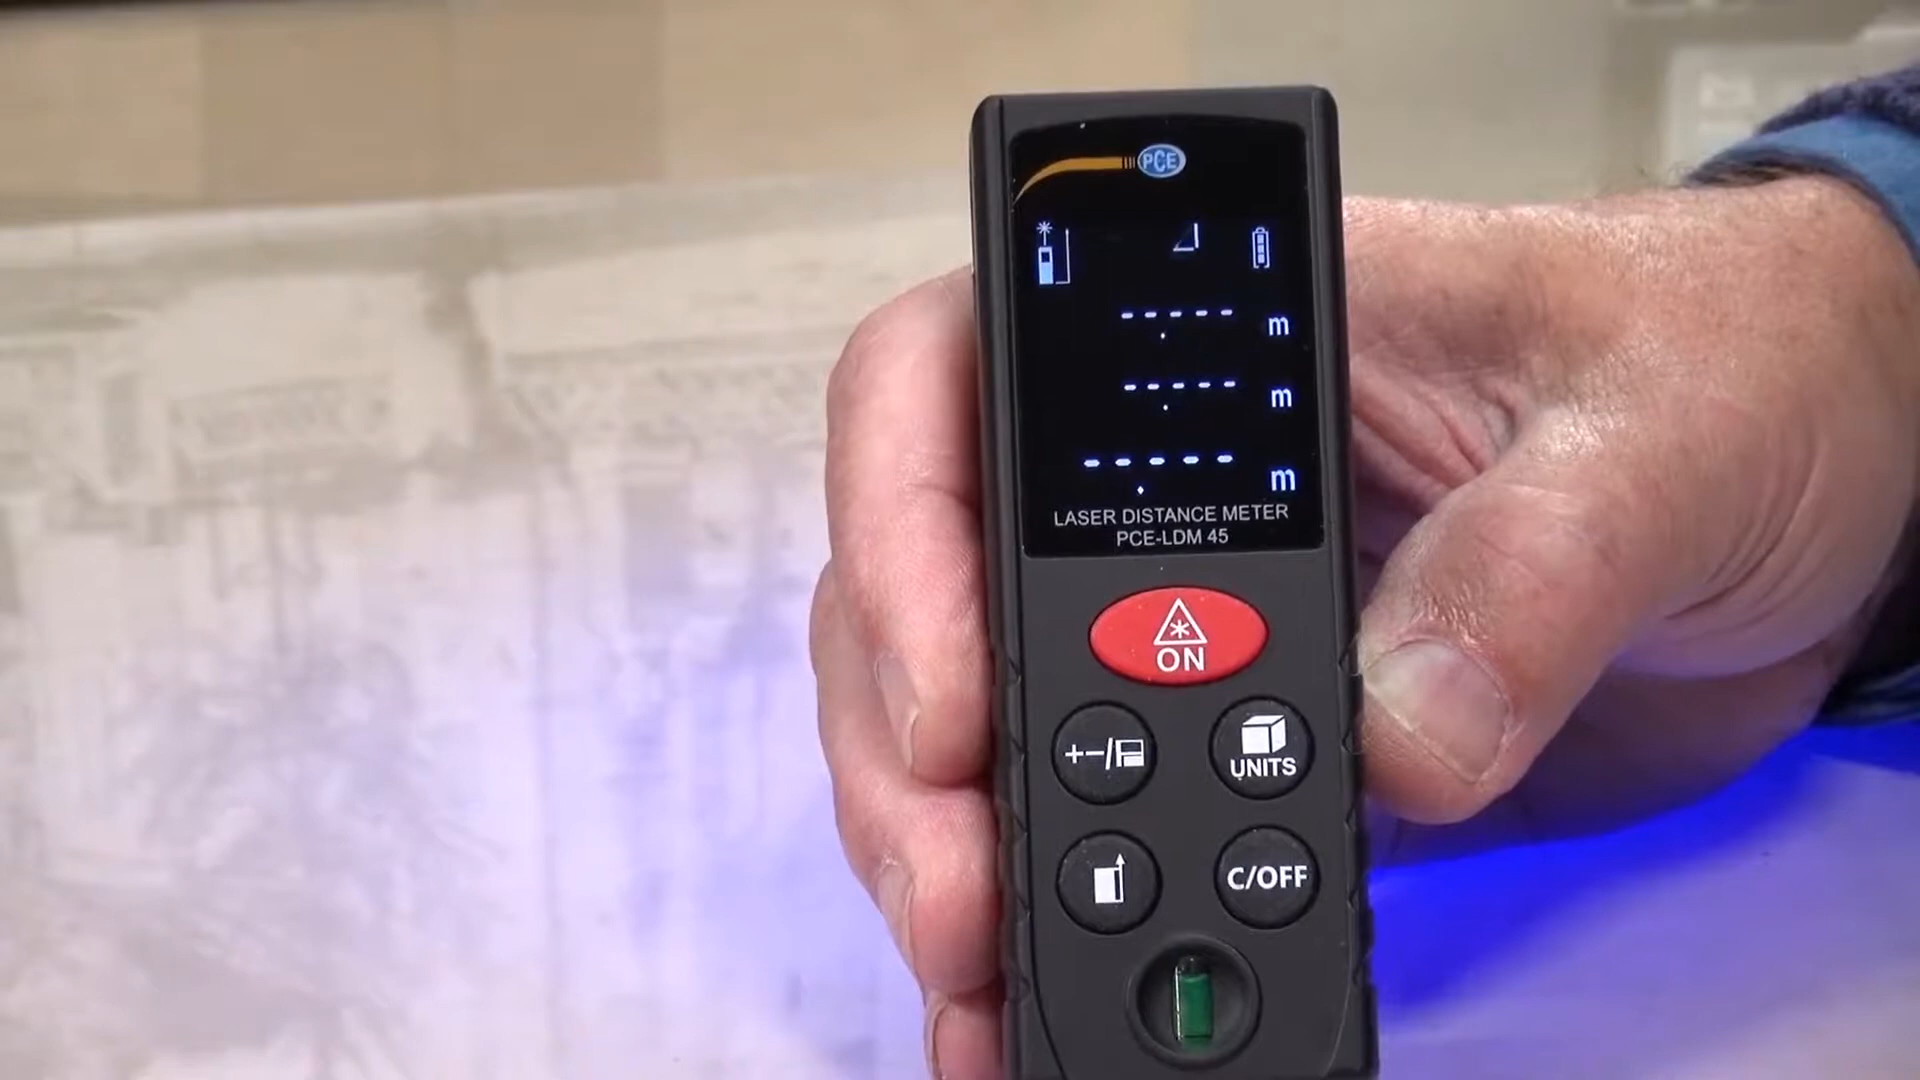 PCE
- - - - - m
- - - - - m
- - - - - m
LASER DISTANCE METER
PCE-LDM 45
ON
+−/
UNITS
C/OFF